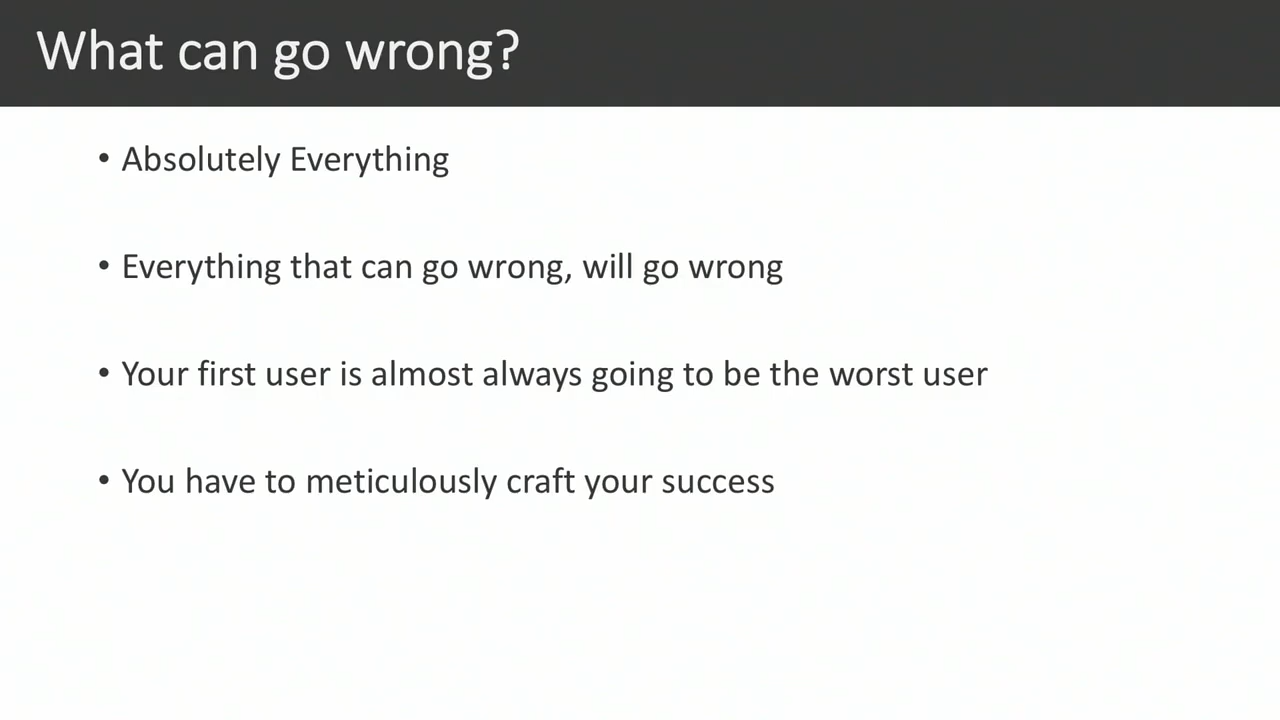 What can go wrong?
• Absolutely Everything
• Everything that can go wrong, will go wrong
• Your first user is almost always going to be the worst user
• You have to meticulously craft your success